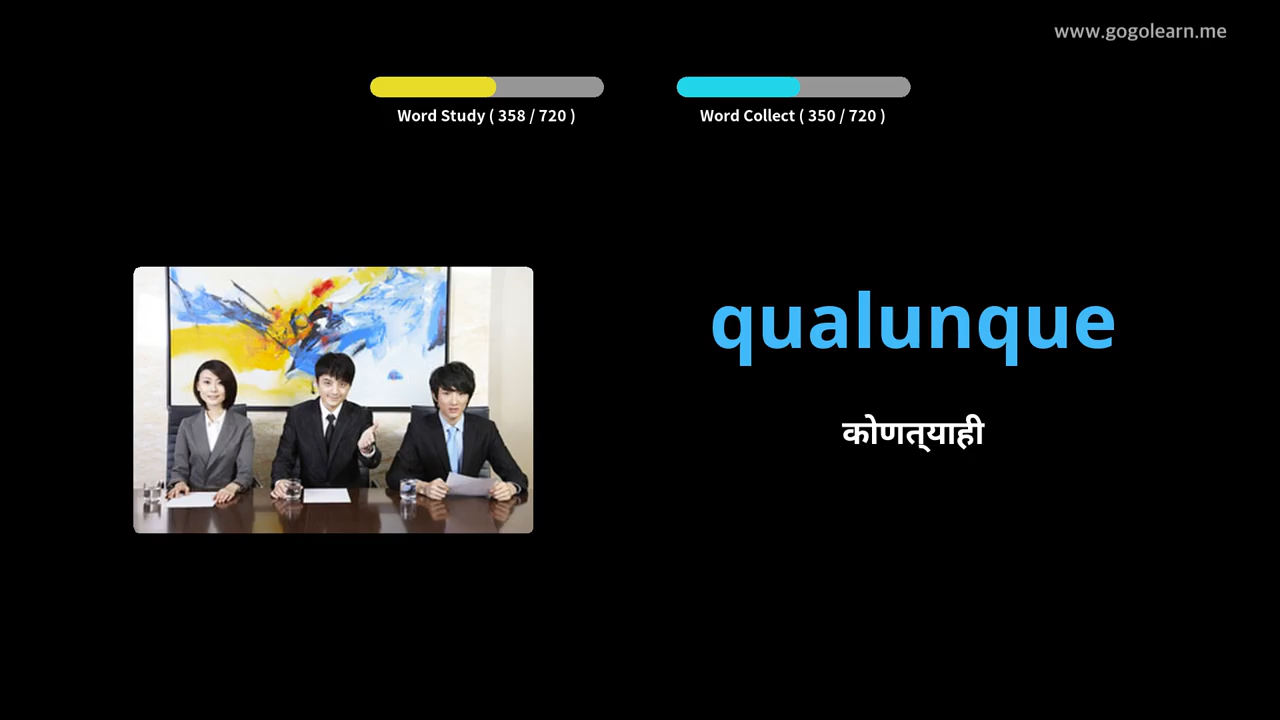 www.gogolearn.me
Word Study ( 358 / 720 )
Word Collect ( 350 / 720 )
qualunque
कोणत्याही